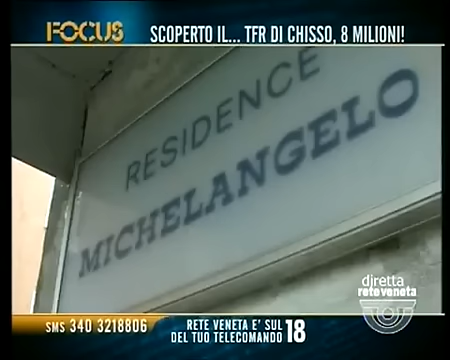 FOCUS
SCOPERTO IL... TFR DI CHISSO, 8 MILIONI!
RESIDENCE
MICHELANGELO
diretta
rete veneta
SMS 340 3218806
RETE VENETA E' SUL 18
DEL TUO TELECOMANDO